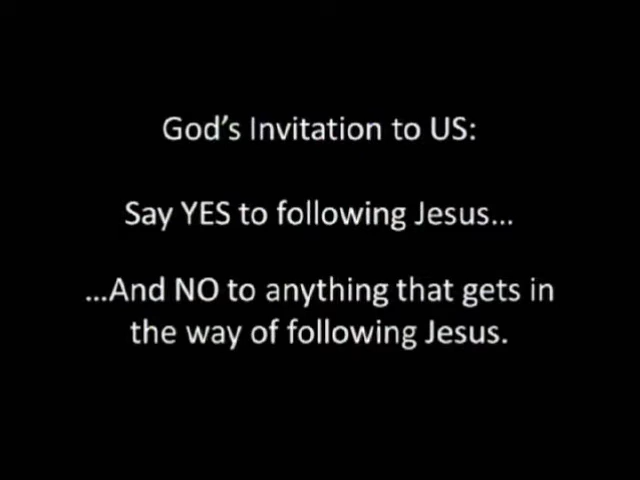 God’s Invitation to US:
Say YES to following Jesus…
…And NO to anything that gets in
the way of following Jesus.